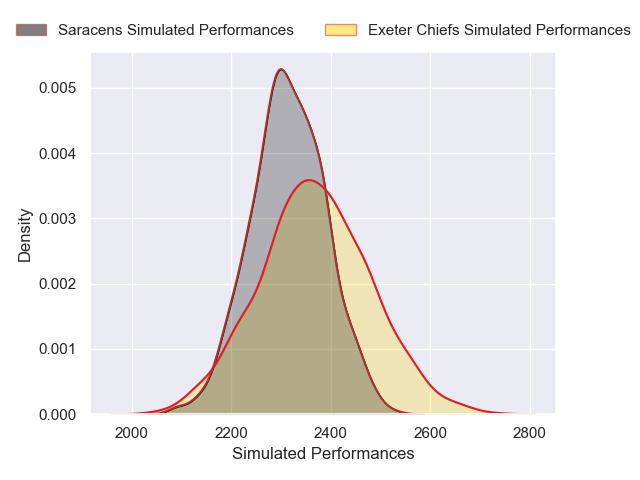 Saracens Simulated Performances Exeter Chiefs Simulated Performances
0.005
0.004
0.003
0.002
0.001
0.000
Density
2000 2200 2400 2600 2800
Simulated Performances